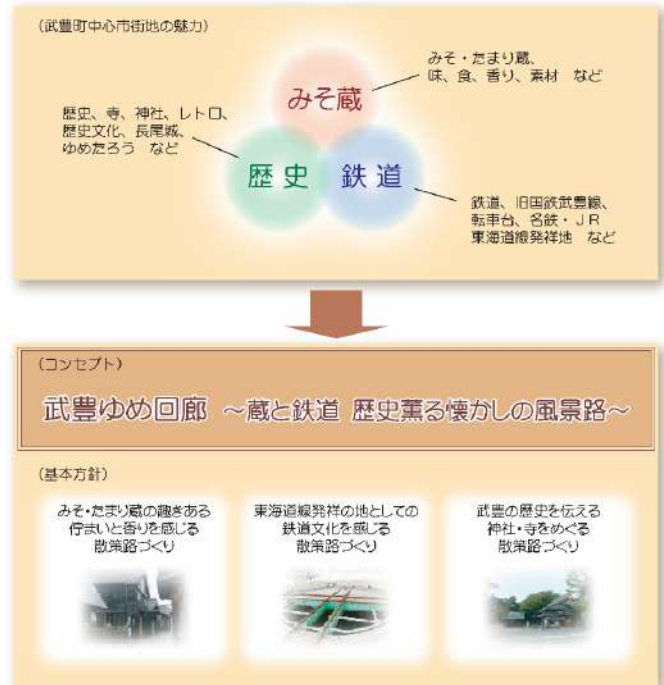 （武豊町中心市街地の魅力）
みそ・たまり蔵、
味、食、香り、素材　など
みそ蔵
歴史、寺、神社、レトロ、
歴史文化、長尾城、
ゆめたろう　など
歴史
鉄道
鉄道、旧国鉄武豊線、
転車台、名鉄・ＪＲ
東海道線発祥地　など
（コンセプト）
武豊ゆめ回廊　～蔵と鉄道 歴史薫る懐かしの風景路～
（基本方針）
みそ・たまり蔵の趣きある
佇まいと香りを感じる
散策路づくり
東海道線発祥の地としての
鉄道文化を感じる
散策路づくり
武豊の歴史を伝える
神社・寺をめぐる
散策路づくり